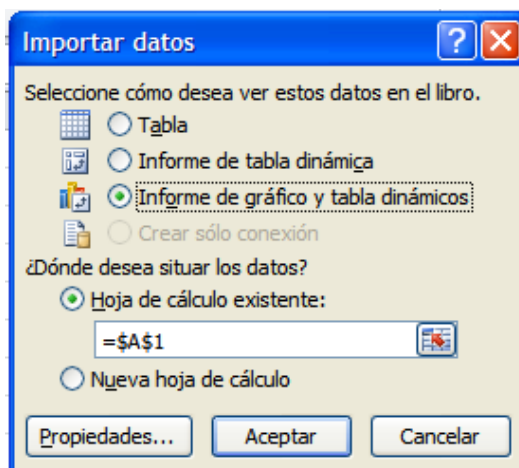 Importar datos
Seleccione cómo desea ver estos datos en el libro.
Tabla
Informe de tabla dinámica
Informe de gráfico y tabla dinámicos
Crear sólo conexión
¿Dónde desea situar los datos?
Hoja de cálculo existente:
=$A$1
Nueva hoja de cálculo
Propiedades... Aceptar Cancelar